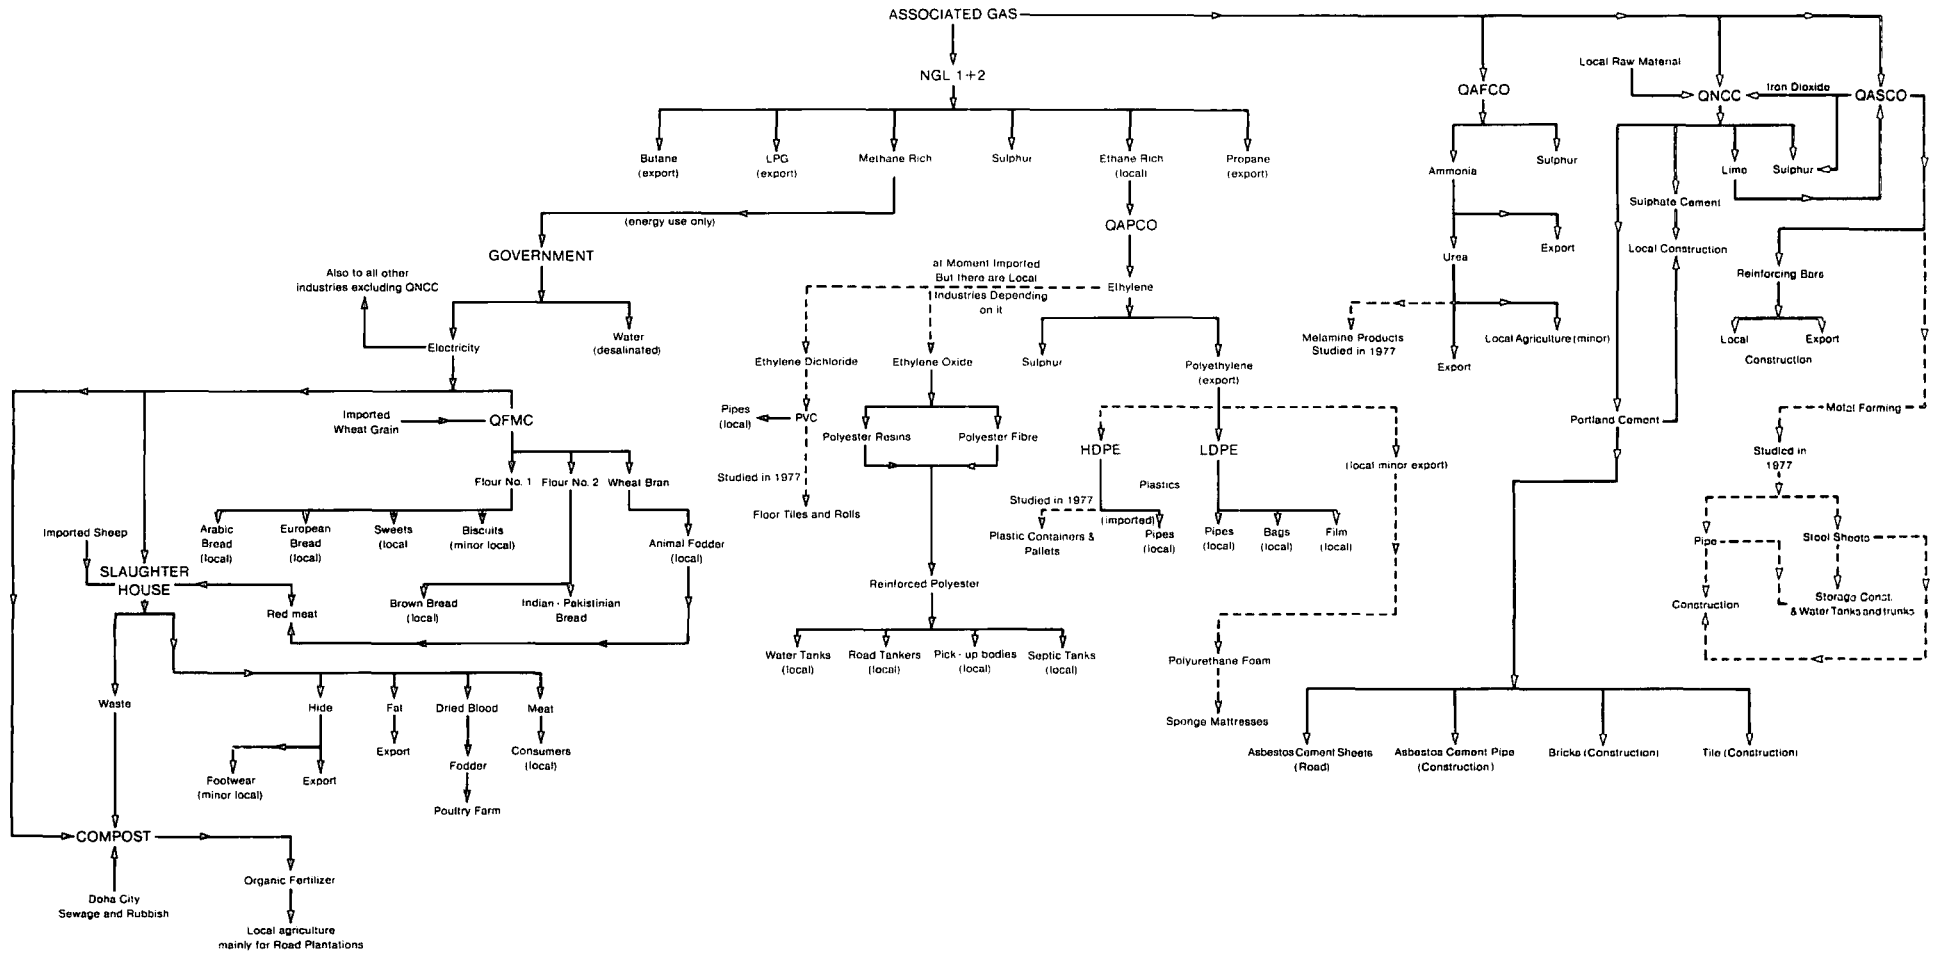 ASSOCIATED GAS
NGL 1+2
Butane
(export)
LPG
(export)
Methane Rich
Sulphur
Ethane Rich
(local)
Propane
(export)
(energy use only)
GOVERNMENT
Also to all other
industries excluding QNCC
Electricity
Water
(desalinated)
QAPCO
at Moment Imported
But there are Local
Industries Depending
on it
Ethylene
Ethylene Dichloride
Ethylene Oxide
Sulphur
Polyethylene
(export)
QAFCO
Ammonia
Sulphur
Urea
Export
Melamine Products
Studied in 1977
Local Agriculture (minor)
Export
Local Raw Material
QNCC
Iron Dioxide
QASCO
Lime
Sulphur
Sulphate Cement
Local Construction
Reinforcing Bars
Local
Export
Construction
Portland Cement
Metal Forming
Studied in
1977
Pipe
Steel Sheets
Construction
Storage Const.
& Water Tanks and trunks
Imported
Wheat Grain
QFMC
Flour No. 1
Flour No. 2
Wheat Bran
Arabic
Bread
(local)
European
Bread
(local)
Sweets
(local
Biscuits
(minor local)
Animal Fodder
(local)
Brown Bread
(local)
Indian - Pakistinian
Bread
Imported Sheep
SLAUGHTER
HOUSE
Red meat
Waste
Hide
Fat
Dried Blood
Meat
Footwear
(minor local)
Export
Export
Fodder
Poultry Farm
Consumers
(local)
COMPOST
Doha City
Sewage and Rubbish
Organic Fertilizer
Local agriculture
mainly for Road Plantations
Pipes
(local)
PVC
Studied in 1977
Floor Tiles and Rolls
Polyester Resins
Polyester Fibre
Reinforced Polyester
Water Tanks
(local)
Road Tankers
(local)
Pick - up bodies
(local)
Septic Tanks
(local)
HDPE
LDPE
(local minor export)
Plastics
Studied in 1977
(imported)
Plastic Containers &
Pallets
Pipes
(local)
Pipes
(local)
Bags
(local)
Film
(local)
Polyurethane Foam
Sponge Mattresses
Asbestos Cement Sheets
(Road)
Asbestos Cement Pipe
(Construction)
Bricks (Construction)
Tile (Construction)